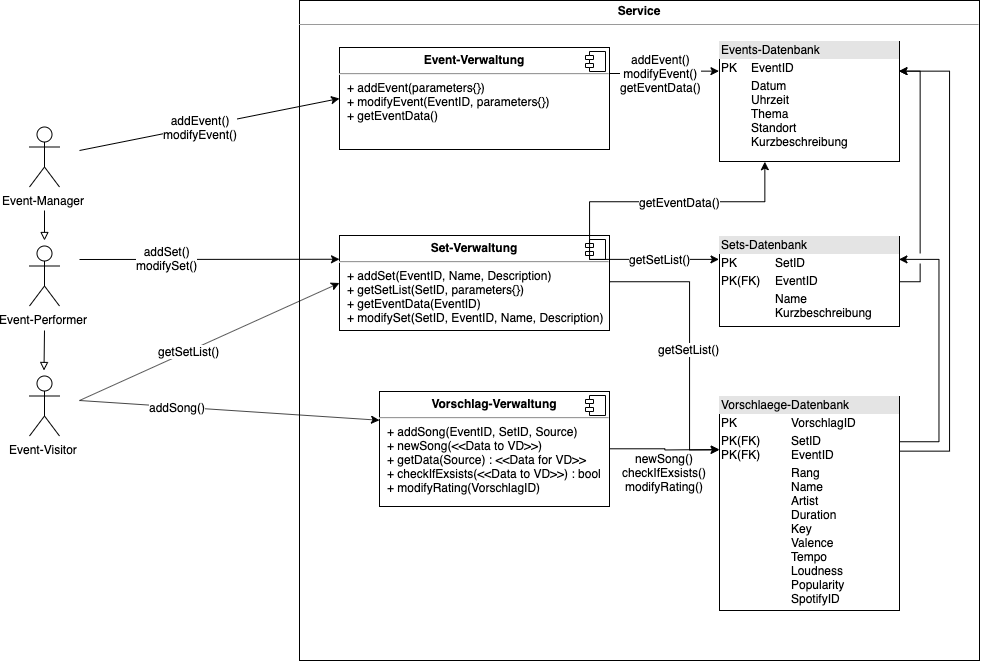 Service
Event-Verwaltung
+ addEvent(parameters{})
+ modifyEvent(EventID, parameters{})
+ getEventData()
addEvent()
modifyEvent()
getEventData()
Events-Datenbank
PK EventID
Datum
Uhrzeit
Thema
Standort
Kurzbeschreibung
addEvent()
modifyEvent()
Event-Manager
getEventData()
Set-Verwaltung
+ addSet(EventID, Name, Description)
+ getSetList(SetID, parameters{})
+ getEventData(EventID)
+ modifySet(SetID, EventID, Name, Description)
getSetList()
Sets-Datenbank
PK SetID
PK(FK) EventID
Name
Kurzbeschreibung
addSet()
modifySet()
Event-Performer
getSetList()
getSetList()
addSong()
Event-Visitor
Vorschlag-Verwaltung
+ addSong(EventID, SetID, Source)
+ newSong(<<Data to VD>>)
+ getData(Source) : <<Data for VD>>
+ checkIfExsists(<<Data to VD>>) : bool
+ modifyRating(VorschlagID)
newSong()
checkIfExsists()
modifyRating()
Vorschlaege-Datenbank
PK VorschlagID
PK(FK) SetID
PK(FK) EventID
Rang
Name
Artist
Duration
Key
Valence
Tempo
Loudness
Popularity
SpotifyID